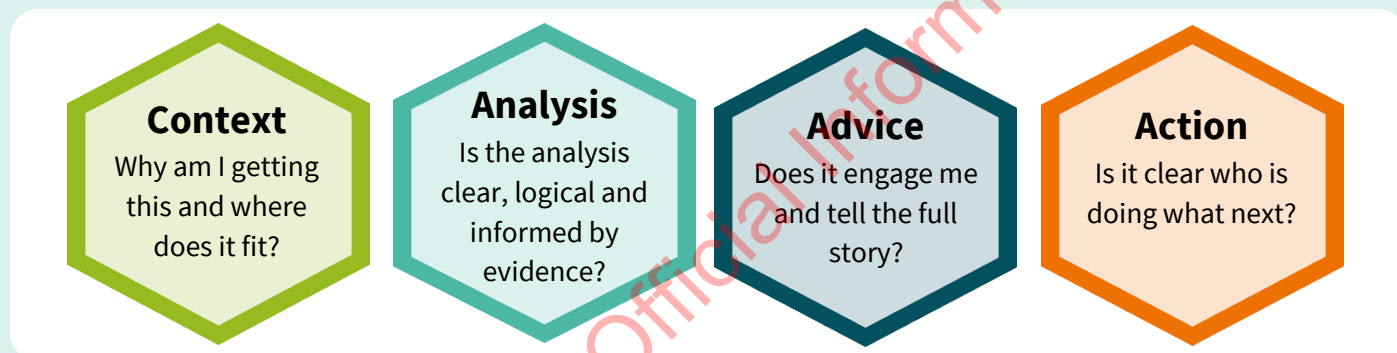 Context
Why am I getting
this and where
does it fit?
Analysis
Is the analysis
clear, logical and
informed by
evidence?
Advice
Does it engage me
and tell the full
story?
Action
Is it clear who is
doing what next?
Official